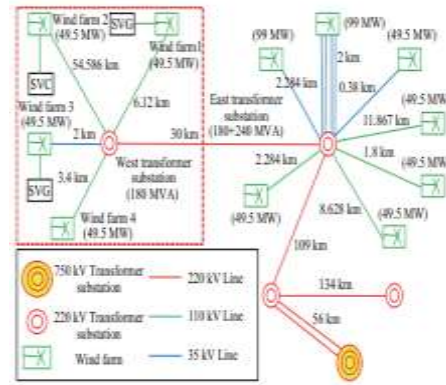 Wind farm 2
(49.5 MW)
SVG
Wind farm1
(49.5 MW)
54.586 km
SVC
Wind farm 3
(49.5 MW)
6.12 km
2 km
SVG
3.4 km
Wind farm 4
(49.5 MW)
West transformer
substation
(180 MVA)
30 km
East transformer
substation
(180+240 MVA)
(99 MW)
(99 MW)
(49.5 MW)
2 km
2.284 km
0.38 km
(49.5 MW)
11.867 km
1.8 km
(49.5 MW)
2.284 km
(49.5 MW)
8.628 km
(49.5 MW)
109 km
134 km
56 km
750 kV Transformer
substation
220 kV Line
220 kV Transformer
substation
110 kV Line
Wind farm
35 kV Line